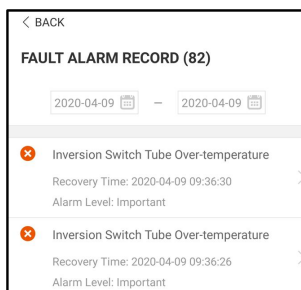 BACK
FAULT ALARM RECORD (82)
2020-04-09 – 2020-04-09
Inversion Switch Tube Over-temperature
Recovery Time: 2020-04-09 09:36:30
Alarm Level: Important
Inversion Switch Tube Over-temperature
Recovery Time: 2020-04-09 09:36:26
Alarm Level: Important